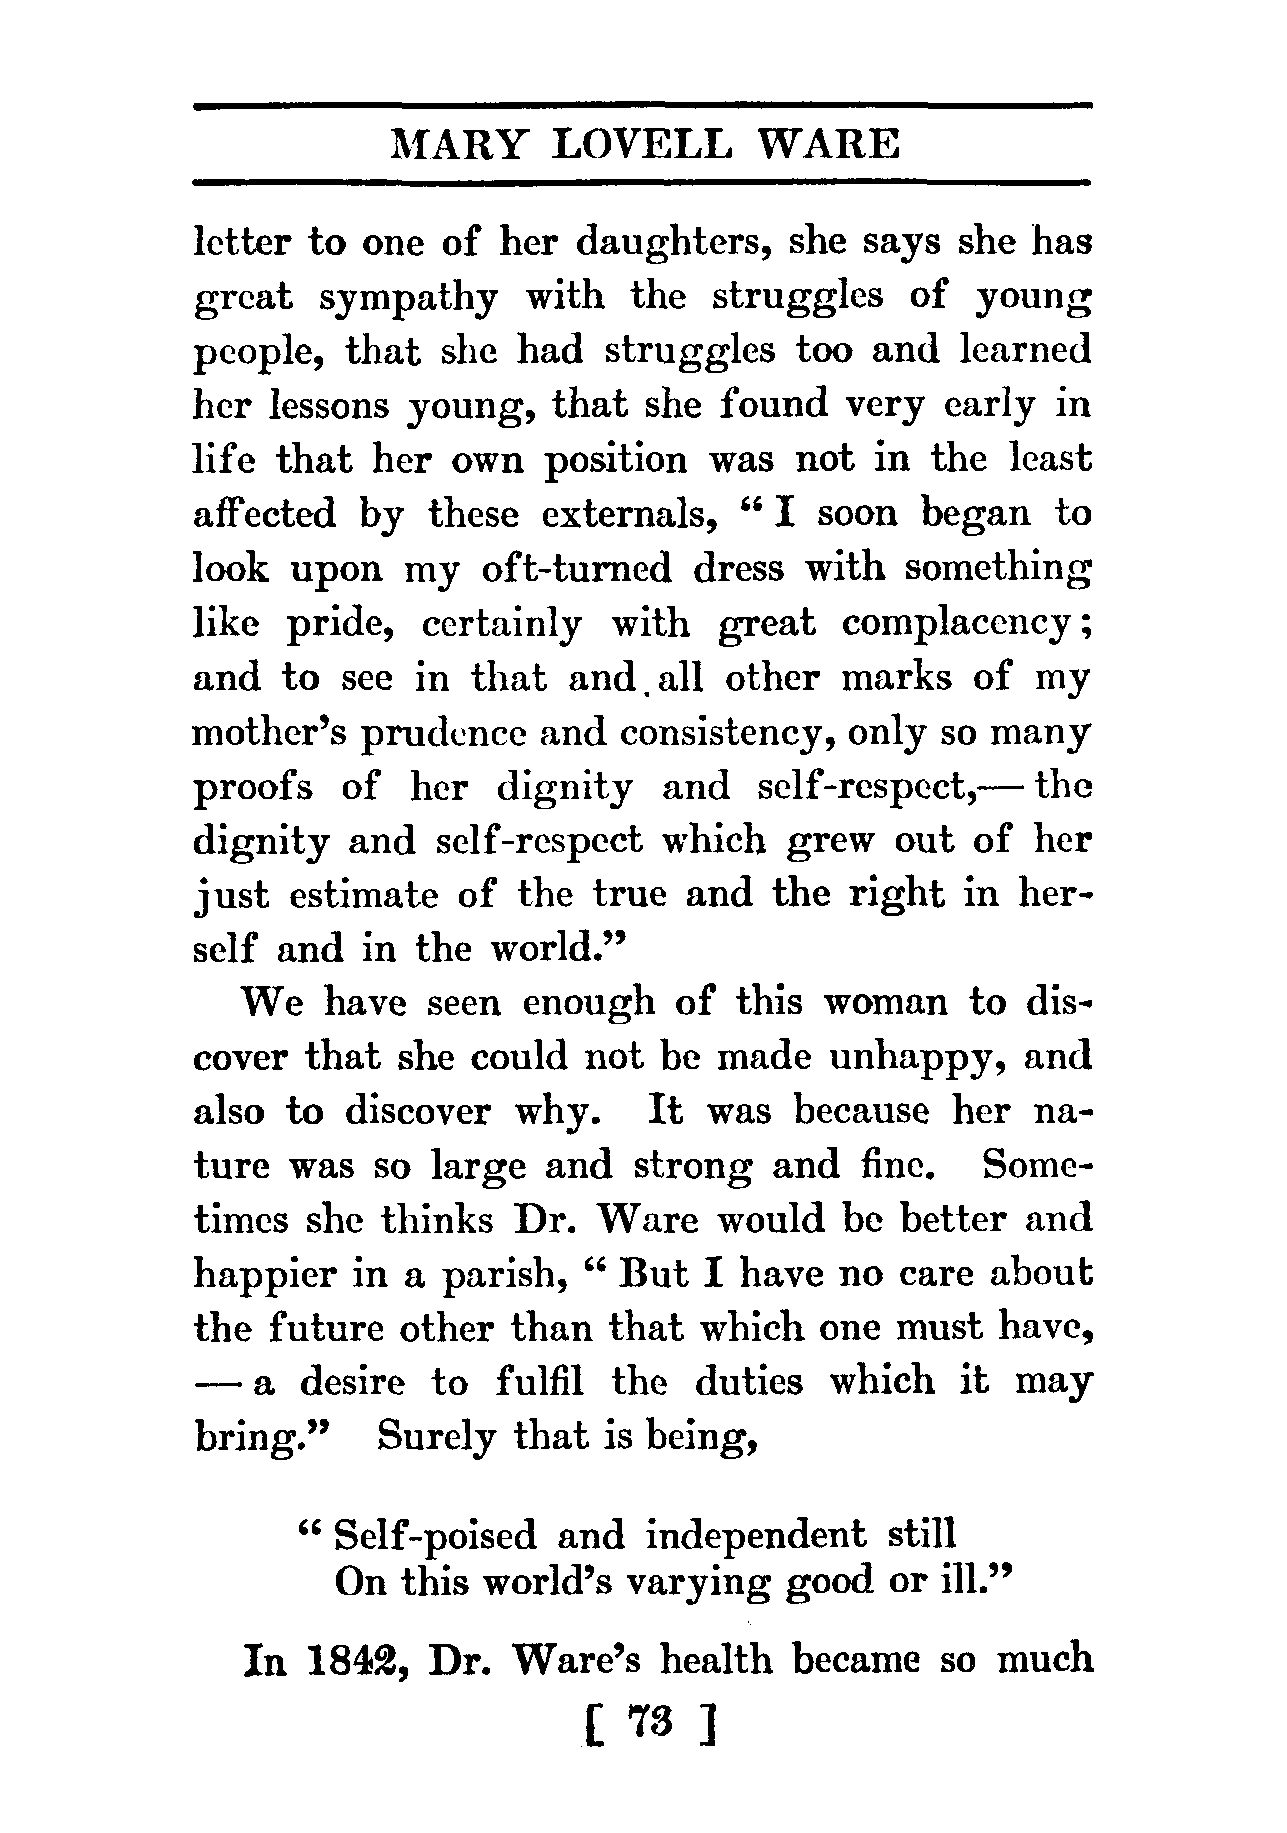 MARY LOVELL WARE
letter to one of her daughters, she says she has
great sympathy with the struggles of young
people, that she had struggles too and learned
her lessons young, that she found very early in
life that her own position was not in the least
affected by these externals, “ I soon began to
look upon my oft-turned dress with something
like pride, certainly with great complacency ;
and to see in that and all other marks of my
mother’s prudence and consistency, only so many
proofs of her dignity and self-respect,— the
dignity and self-respect which grew out of her
just estimate of the true and the right in her-
self and in the world.”
We have seen enough of this woman to dis-
cover that she could not be made unhappy, and
also to discover why. It was because her na-
ture was so large and strong and fine. Some-
times she thinks Dr. Ware would be better and
happier in a parish, “ But I have no care about
the future other than that which one must have,
— a desire to fulfil the duties which it may
bring.” Surely that is being,
“ Self-poised and independent still
On this world’s varying good or ill.”
In 1842, Dr. Ware’s health became so much
[ 73 ]